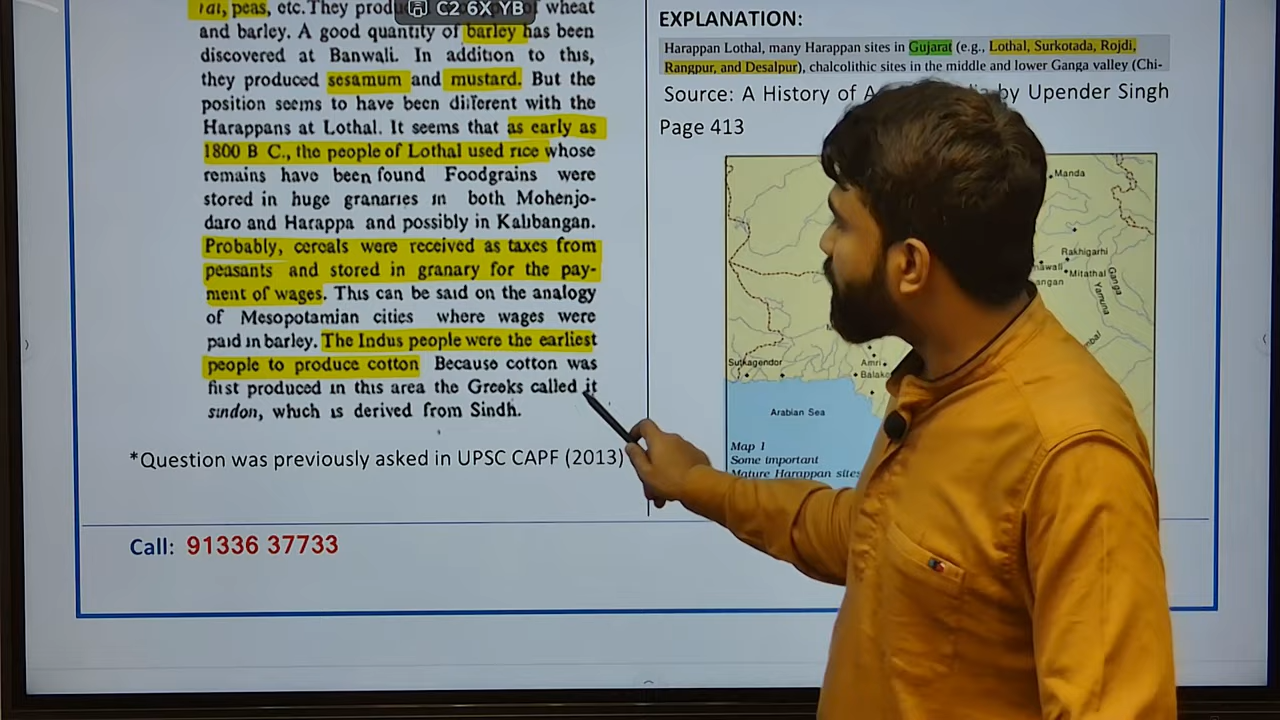 rai, peas, etc. They produ wheat
and barley. A good quantity of barley has been
discovered at Banwali. In addition to this,
they produced sesamum and mustard. But the
position seems to have been different with the
Harappans at Lothal. It seems that as early as
1800 B C., the people of Lothal used rice whose
remains have been found Foodgrains were
stored in huge granaries in both Mohenjo-
daro and Harappa and possibly in Kalibangan.
Probably, cereals were received as taxes from
peasants and stored in granary for the pay-
ment of wages. This can be said on the analogy
of Mesopotamian cities where wages were
paid in barley. The Indus people were the earliest
people to produce cotton Because cotton was
first produced in this area the Greeks called it
sindon, which is derived from Sindh.
*Question was previously asked in UPSC CAPF (2013)
Call: 91336 37733
C2 6X YB
EXPLANATION:
Harappan Lothal, many Harappan sites in Gujarat (e.g., Lothal, Surkotada, Rojdi,
Rangpur, and Desalpur), chalcolithic sites in the middle and lower Ganga valley (Chi-
Source: A History of A by Upender Singh
Page 413
Manda
Rakhigarhi
Mitathal
Ganga
Yamuna
Sutkagendor
Amri
Arabian Sea
Map 1
Some important
Mature Harappan sites